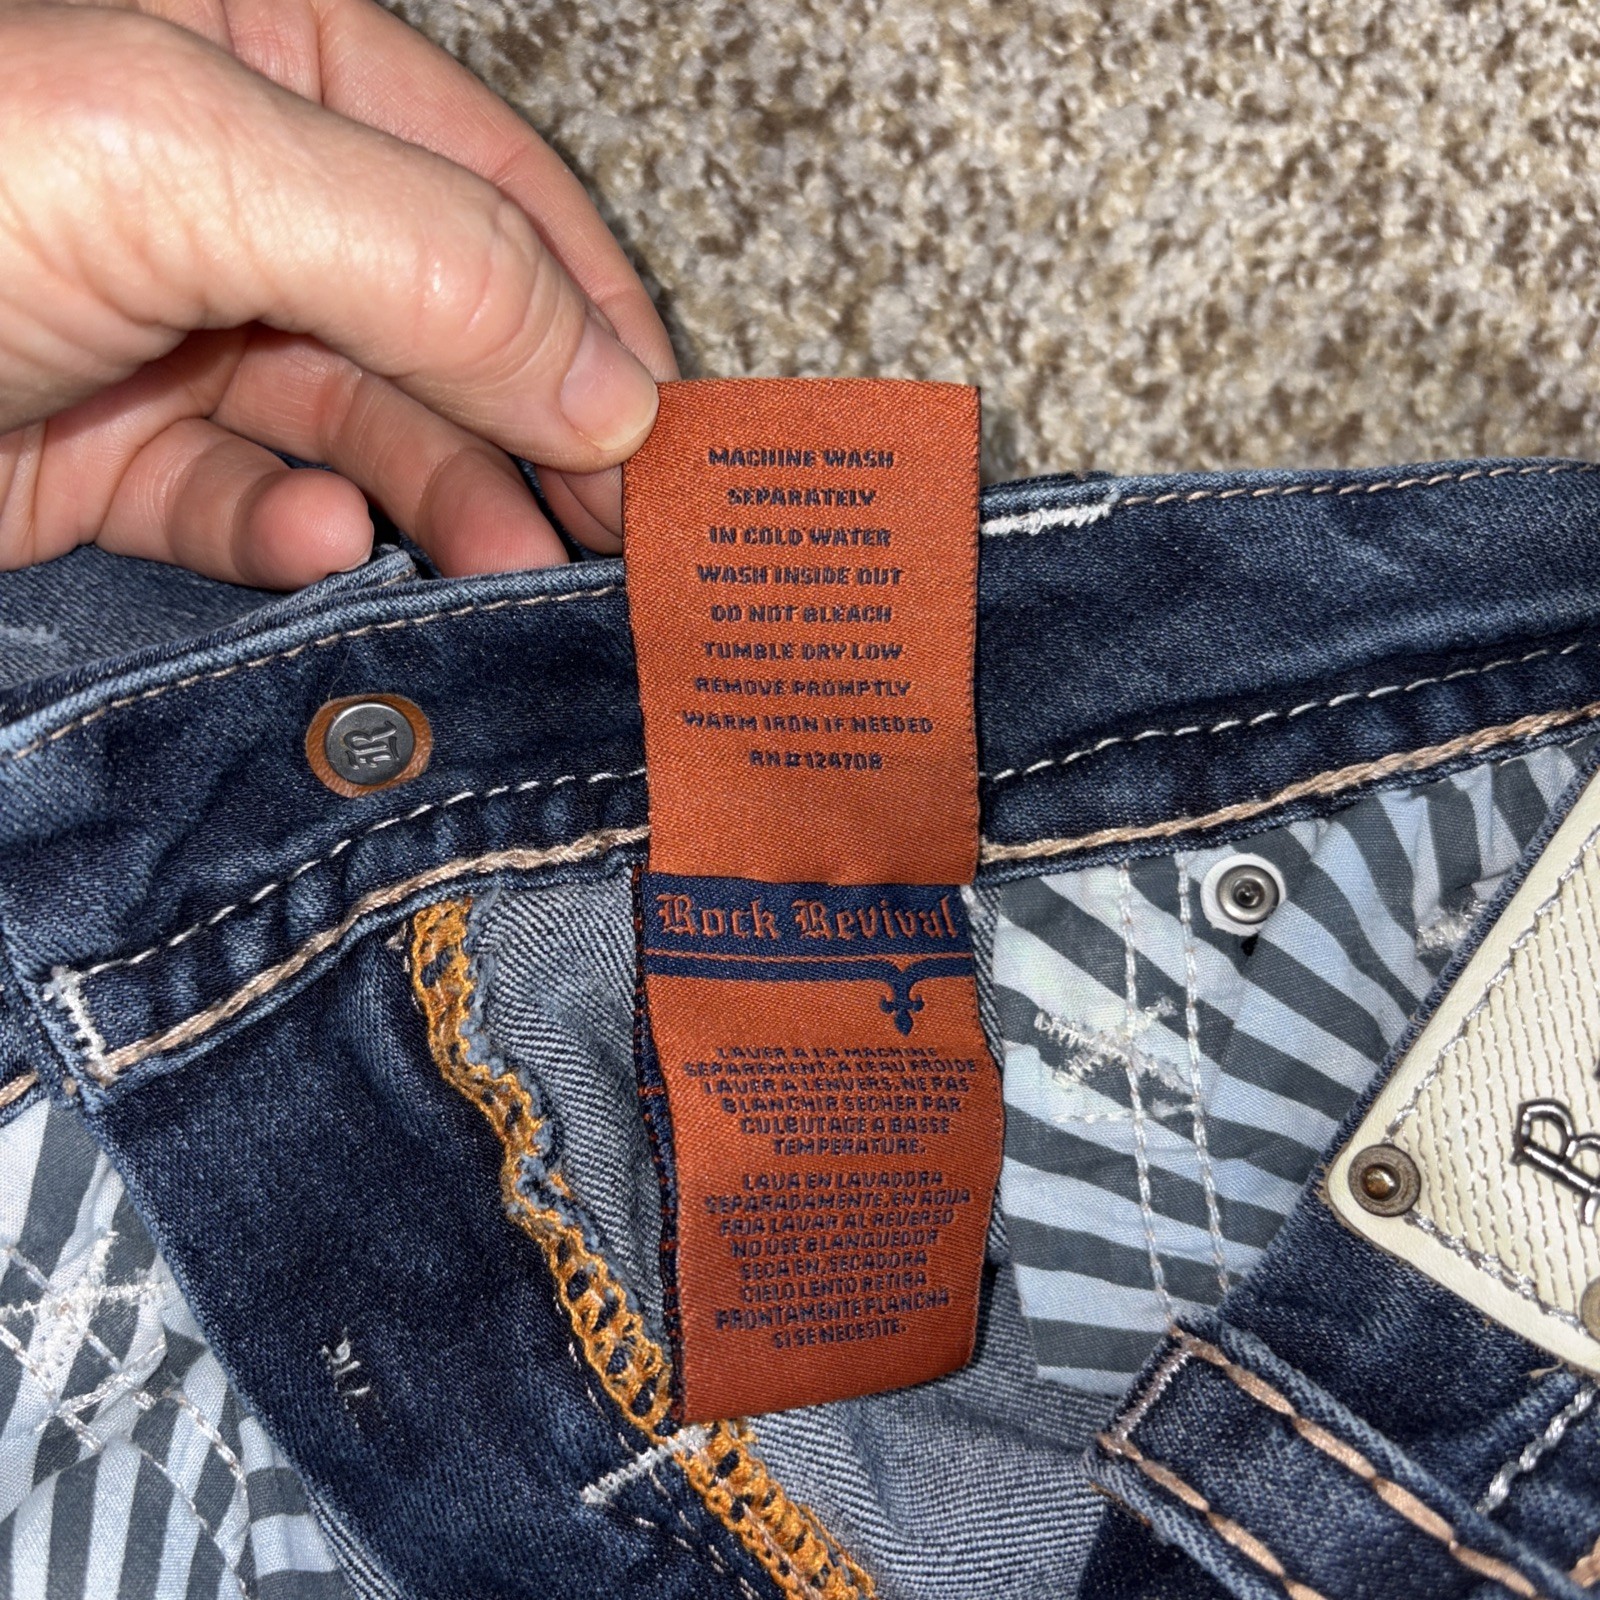 MACHINE WASH
SEPARATELY
IN COLD WATER
WASH INSIDE OUT
DO NOT BLEACH
TUMBLE DRY LOW
REMOVE PROMPTLY
WARM IRON IF NEEDED
RN#124708
Rock Revival
LAVER A LA MACHINE
SEPAREMENT; A L'EAU FROIDE
LAVER A L'ENVERS; NE PAS
BLANCHIR SECHER PAR
CULBUTAGE A BASSE
TEMPERATURE.
LAVA EN LAVADORA
SEPARADAMENTE, EN AGUA
FRIA LAVAR AL REVERSO
NO USE BLANQUEDOR
SECA EN, SECADORA
CICLO LENTO RETIRA
PRONTAMENTE PLANCHA
SI SE NECESITE.
R
R